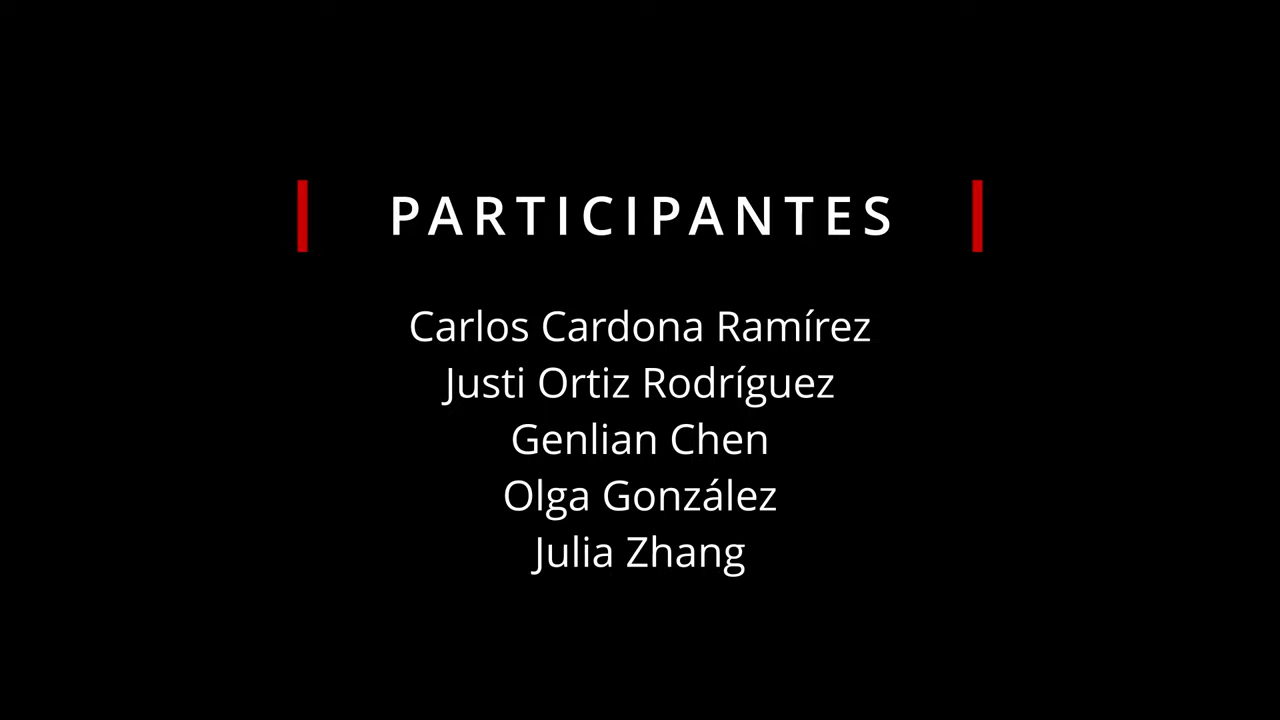 PARTICIPANTES
Carlos Cardona Ramírez
Justi Ortiz Rodríguez
Genlian Chen
Olga González
Julia Zhang